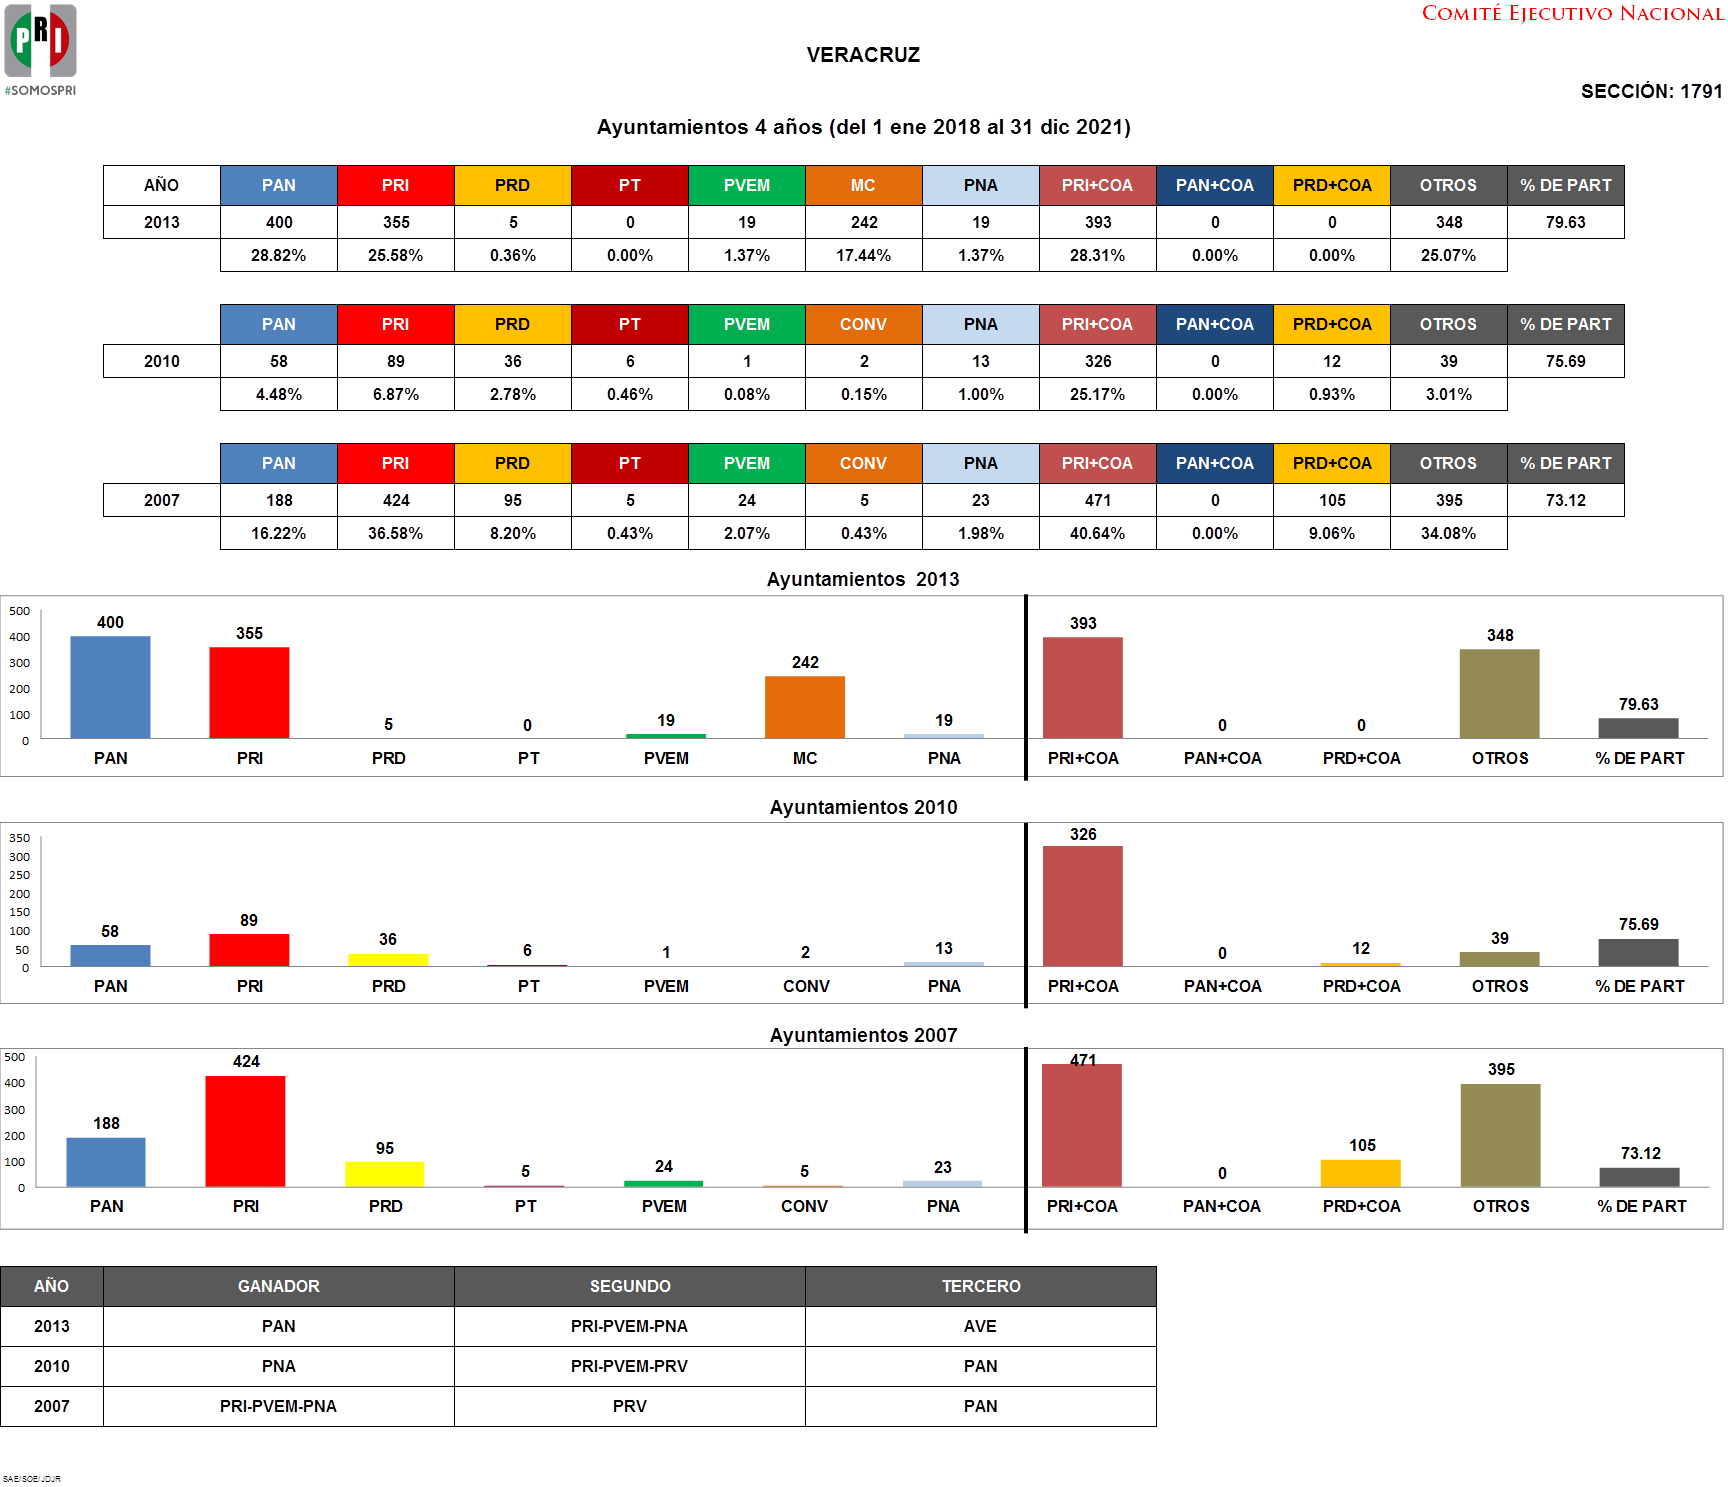 PRI
#SOMOSPRI
COMITÉ EJECUTIVO NACIONAL
VERACRUZ
SECCIÓN: 1791
Ayuntamientos 4 años (del 1 ene 2018 al 31 dic 2021)
AÑO PAN PRI PRD PT PVEM MC PNA PRI+COA PAN+COA PRD+COA OTROS % DE PART
2013 400 355 5 0 19 242 19 393 0 0 348 79.63
28.82% 25.58% 0.36% 0.00% 1.37% 17.44% 1.37% 28.31% 0.00% 0.00% 25.07%
PAN PRI PRD PT PVEM CONV PNA PRI+COA PAN+COA PRD+COA OTROS % DE PART
2010 58 89 36 6 1 2 13 326 0 12 39 75.69
4.48% 6.87% 2.78% 0.46% 0.08% 0.15% 1.00% 25.17% 0.00% 0.93% 3.01%
PAN PRI PRD PT PVEM CONV PNA PRI+COA PAN+COA PRD+COA OTROS % DE PART
2007 188 424 95 5 24 5 23 471 0 105 395 73.12
16.22% 36.58% 8.20% 0.43% 2.07% 0.43% 1.98% 40.64% 0.00% 9.06% 34.08%
Ayuntamientos 2013
500
400
300
200
100
0
400 355 5 0 19 242 19 393 0 0 348 79.63
PAN PRI PRD PT PVEM MC PNA PRI+COA PAN+COA PRD+COA OTROS % DE PART
Ayuntamientos 2010
350
300
250
200
150
100
50
0
58 89 36 6 1 2 13 326 0 12 39 75.69
PAN PRI PRD PT PVEM CONV PNA PRI+COA PAN+COA PRD+COA OTROS % DE PART
Ayuntamientos 2007
500
400
300
200
100
0
188 424 95 5 24 5 23 471 0 105 395 73.12
PAN PRI PRD PT PVEM CONV PNA PRI+COA PAN+COA PRD+COA OTROS % DE PART
AÑO GANADOR SEGUNDO TERCERO
2013 PAN PRI-PVEM-PNA AVE
2010 PNA PRI-PVEM-PRV PAN
2007 PRI-PVEM-PNA PRV PAN
SAE/SOE/JDJR